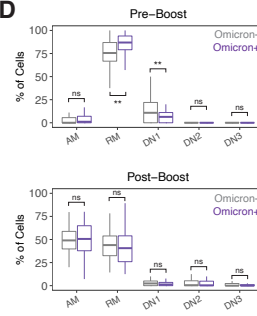 D
Pre-Boost
Omicron-
Omicron+
% of Cells
100
75
50
25
0
ns
**
**
ns
ns
AM
RM
DN1
DN2
DN3
Post-Boost
Omicron-
Omicron+
% of Cells
100
75
50
25
0
ns
ns
ns
ns
ns
AM
RM
DN1
DN2
DN3